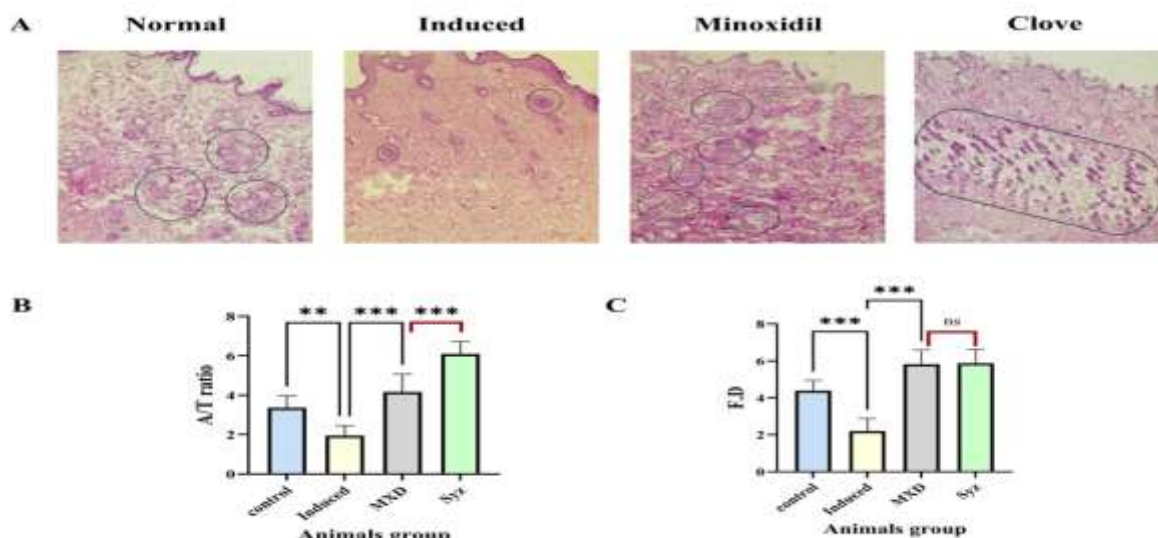 A Normal Induced Minoxidil Clove
B
** *** ***
8
6
4
2
0
A/T ratio
control Induced MXD Syz
Animals group
C
***
*** ns
8
6
4
2
0
F.D
control Induced MXD Syz
Animals group